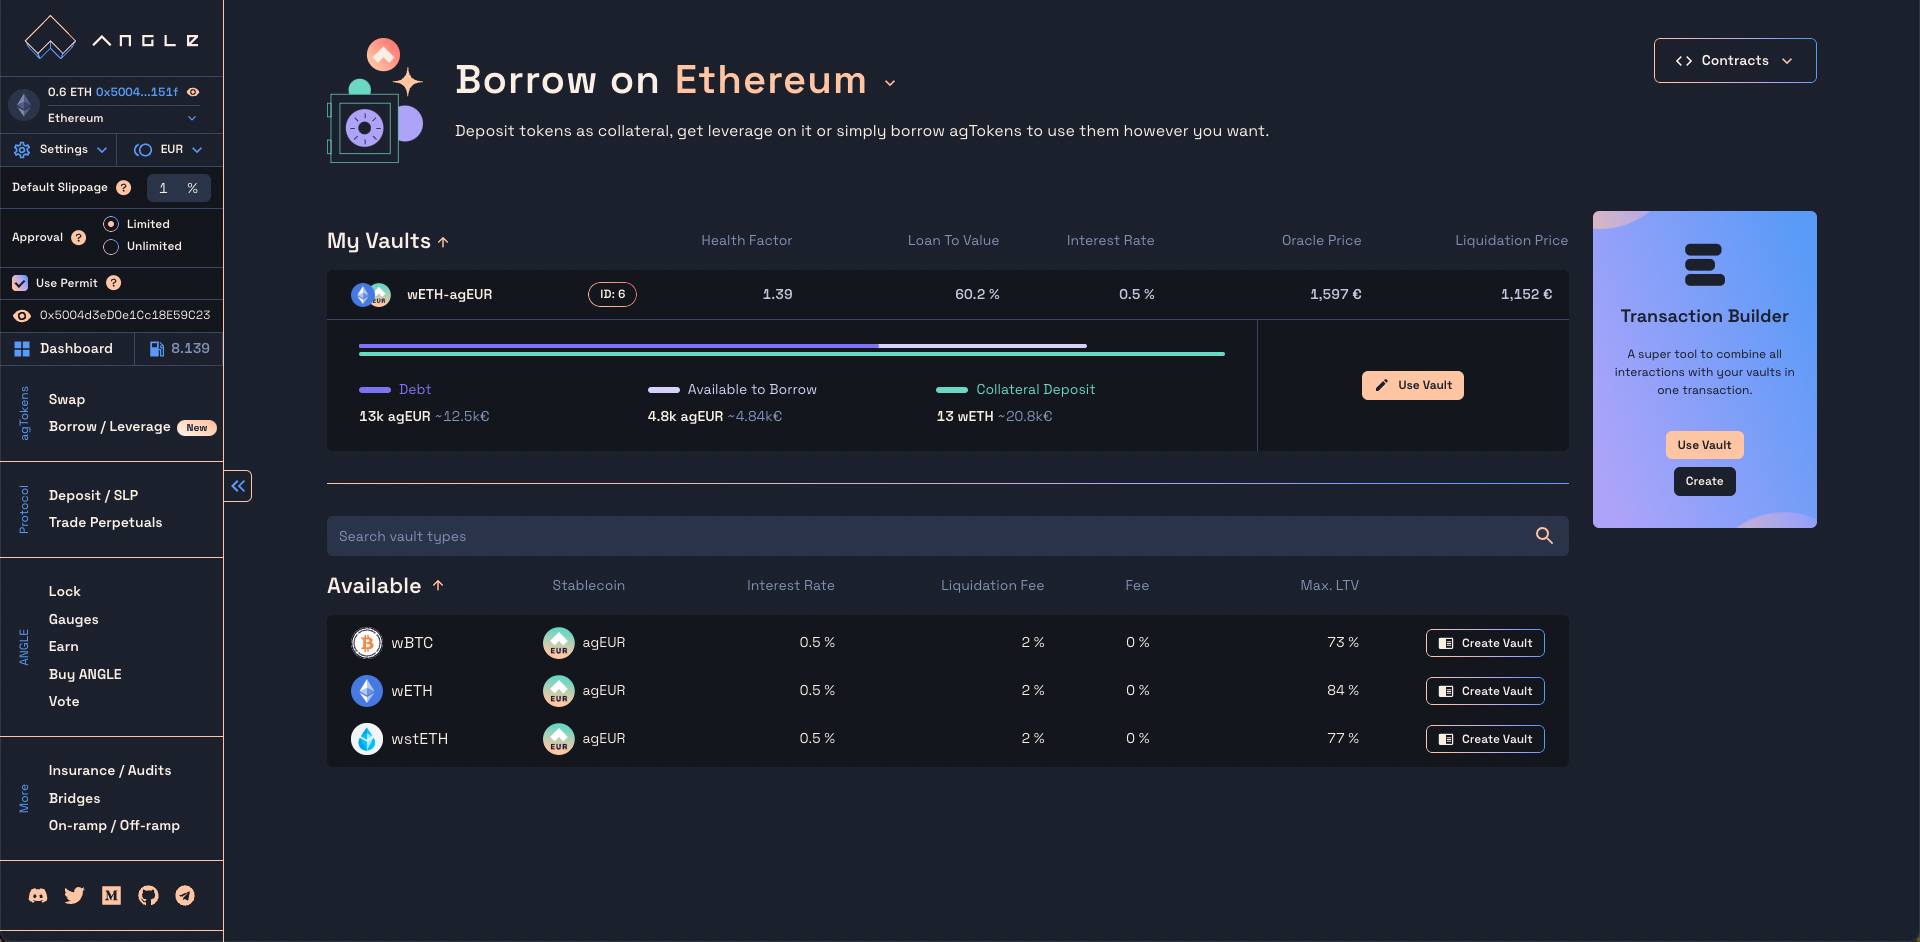 ANGLE
0.6 ETH 0x5004...151f
Ethereum
Settings
EUR
Default Slippage ? 1 %
Approval ?
Limited
Unlimited
Use Permit ?
0x5004d3eD0e1Cc18E59C23
Dashboard
8.139
agTokens
Swap
Borrow / Leverage New
Protocol
Deposit / SLP
Trade Perpetuals
ANGLE
Lock
Gauges
Earn
Buy ANGLE
Vote
More
Insurance / Audits
Bridges
On-ramp / Off-ramp
M
Borrow on Ethereum
Deposit tokens as collateral, get leverage on it or simply borrow agTokens to use them however you want.
Contracts
My Vaults Health Factor Loan To Value Interest Rate Oracle Price Liquidation Price
EUR wETH-agEUR ID: 6 1.39 60.2 % 0.5 % 1,597 € 1,152 €
Debt Available to Borrow Collateral Deposit
13k agEUR ~12.5k€ 4.8k agEUR ~4.84k€ 13 wETH ~20.8k€
Use Vault
Search vault types
Available Stablecoin Interest Rate Liquidation Fee Fee Max. LTV
wBTC EUR agEUR 0.5 % 2 % 0 % 73 % Create Vault
wETH EUR agEUR 0.5 % 2 % 0 % 84 % Create Vault
wstETH EUR agEUR 0.5 % 2 % 0 % 77 % Create Vault
Transaction Builder
A super tool to combine all
interactions with your vaults in
one transaction.
Use Vault
Create